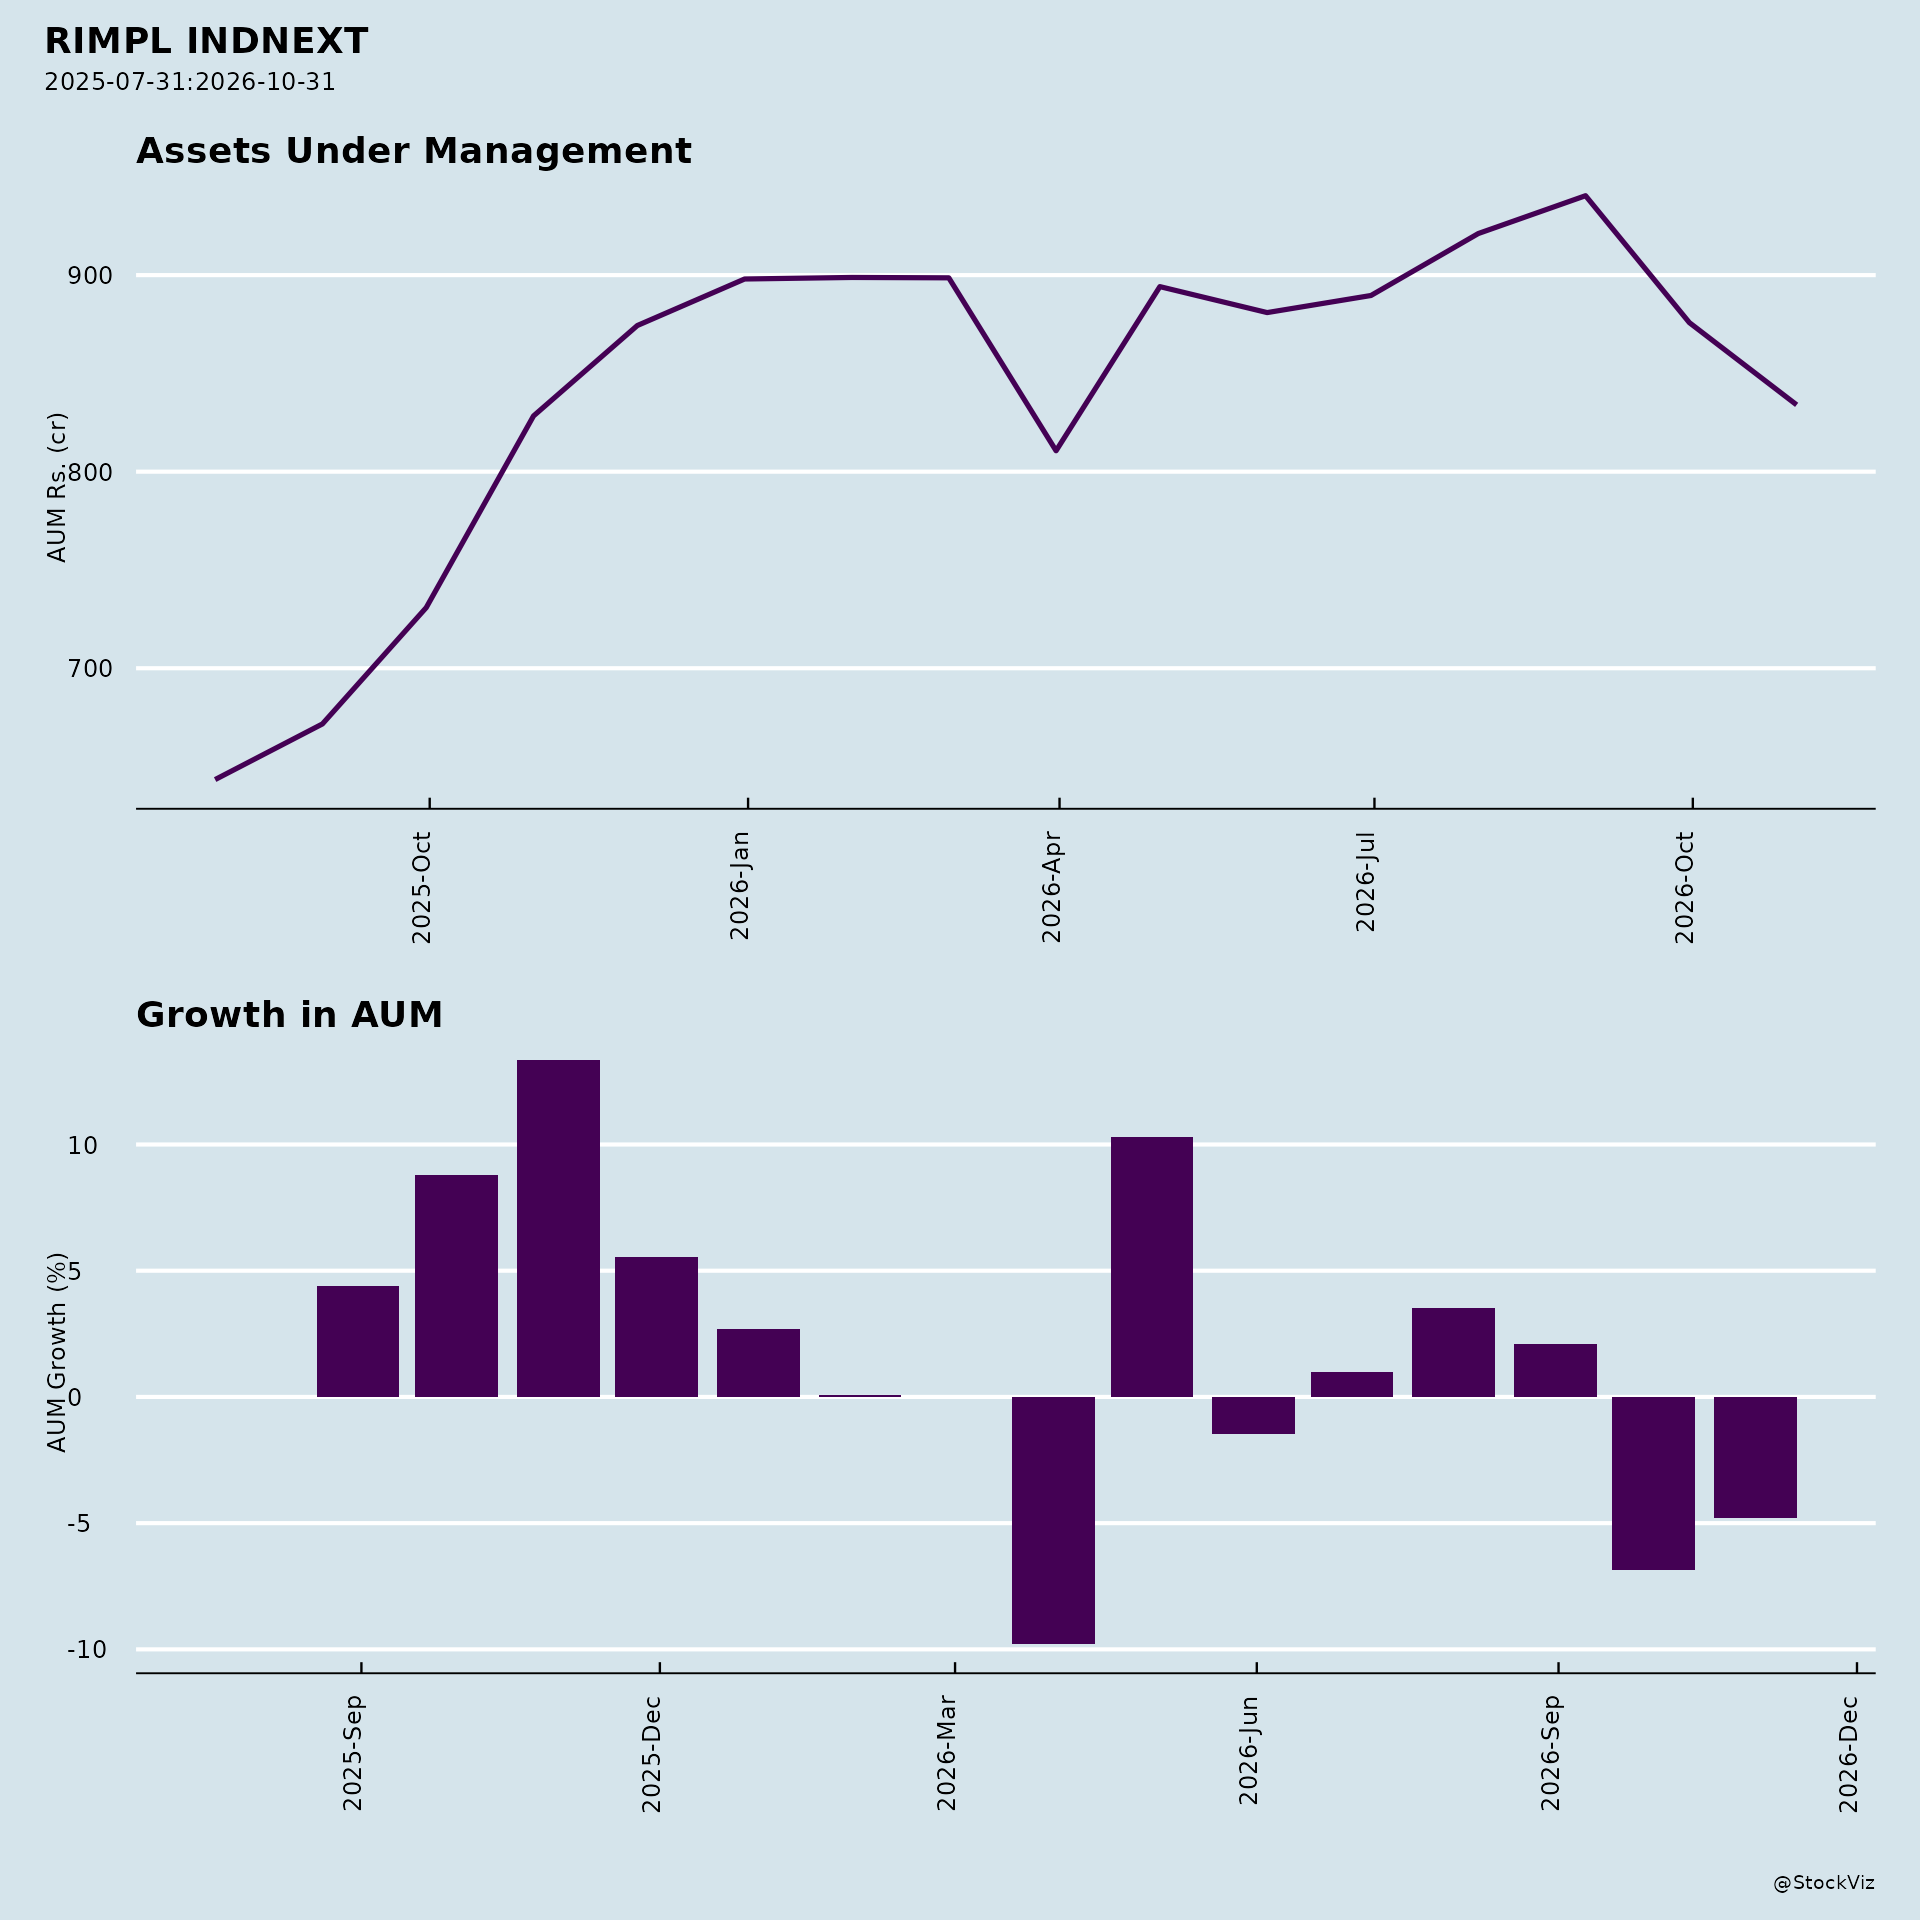 RIMPL INDNEXT
2025-07-31:2026-10-31
Assets Under Management
AUM Rs. (cr)
900
800
700
2025-Oct
2026-Jan
2026-Apr
2026-Jul
2026-Oct
Growth in AUM
AUM Growth (%)
10
5
0
-5
-10
2025-Sep
2025-Dec
2026-Mar
2026-Jun
2026-Sep
2026-Dec
@StockViz